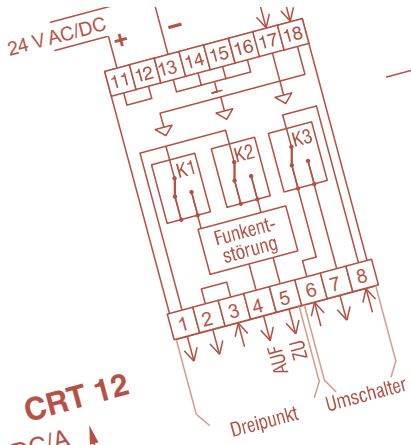 24 V AC/DC + –
11 12 13 14 15 16 17 18
K1 K2 K3
Funkent-
störung
1 2 3 4 5 6 7 8
AUF
ZU
CRT 12
Dreipunkt
Umschalter
DC/A